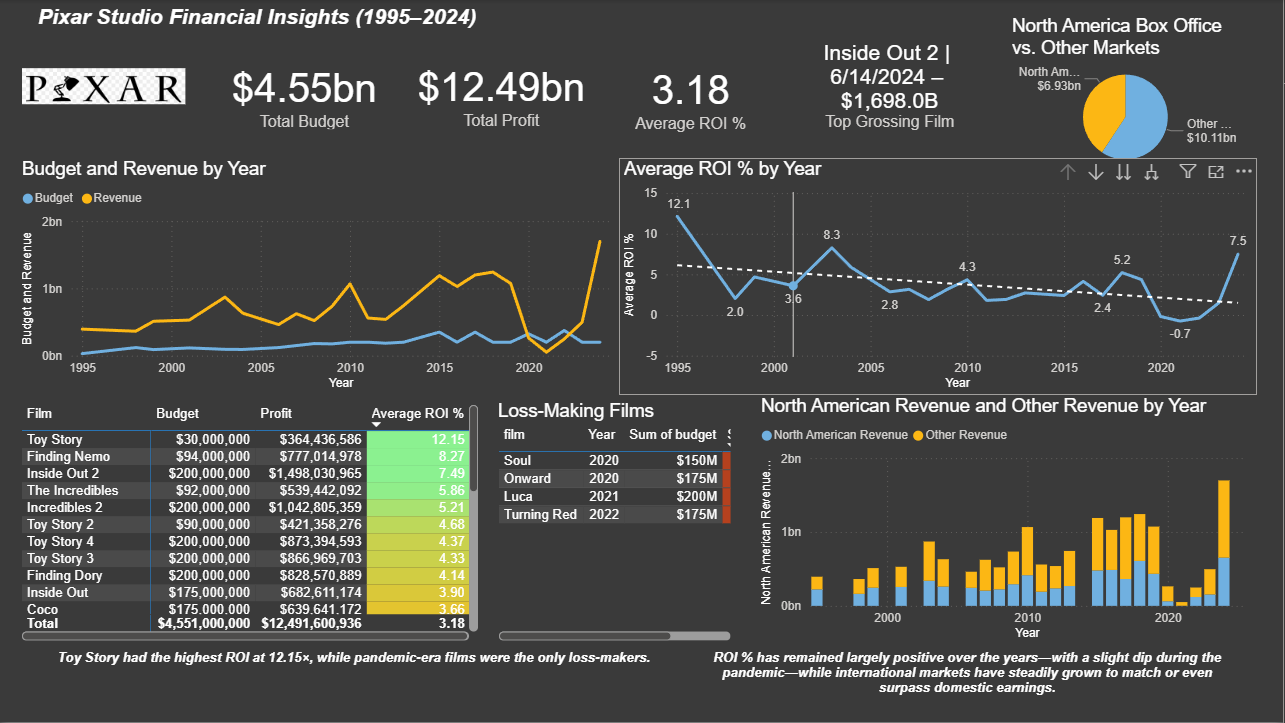 Pixar Studio Financial Insights (1995–2024)
PIXAR
$4.55bn
Total Budget
$12.49bn
Total Profit
3.18
Average ROI %
Inside Out 2 |
6/14/2024 –
$1,698.0B
Top Grossing Film
North America Box Office
vs. Other Markets
North Am...
$6.93bn
Other ...
$10.11bn
Budget and Revenue by Year
Budget Revenue
Budget and Revenue
2bn
1bn
0bn
1995 2000 2005 2010 2015 2020
Year
Average ROI % by Year
Average ROI %
15
10
5
0
-5
12.1
2.0
3.6
8.3
2.8
4.3
2.4
5.2
-0.7
7.5
1995 2000 2005 2010 2015 2020
Year
Film Budget Profit Average ROI %
Toy Story $30,000,000 $364,436,586 12.15
Finding Nemo $94,000,000 $777,014,978 8.27
Inside Out 2 $200,000,000 $1,498,030,965 7.49
The Incredibles $92,000,000 $539,442,092 5.86
Incredibles 2 $200,000,000 $1,042,805,359 5.21
Toy Story 2 $90,000,000 $421,358,276 4.68
Toy Story 4 $200,000,000 $873,394,593 4.37
Toy Story 3 $200,000,000 $866,969,703 4.33
Finding Dory $200,000,000 $828,570,889 4.14
Inside Out $175,000,000 $682,611,174 3.90
Coco $175,000,000 $639,641,172 3.66
Total $4,551,000,000 $12,491,600,936 3.18
Loss-Making Films
film Year Sum of budget
Soul 2020 $150M
Onward 2020 $175M
Luca 2021 $200M
Turning Red 2022 $175M
North American Revenue and Other Revenue by Year
North American Revenue Other Revenue
North American Revenue...
2bn
1bn
0bn
2000 2010 2020
Year
Toy Story had the highest ROI at 12.15×, while pandemic-era films were the only loss-makers.
ROI % has remained largely positive over the years—with a slight dip during the
pandemic—while international markets have steadily grown to match or even
surpass domestic earnings.